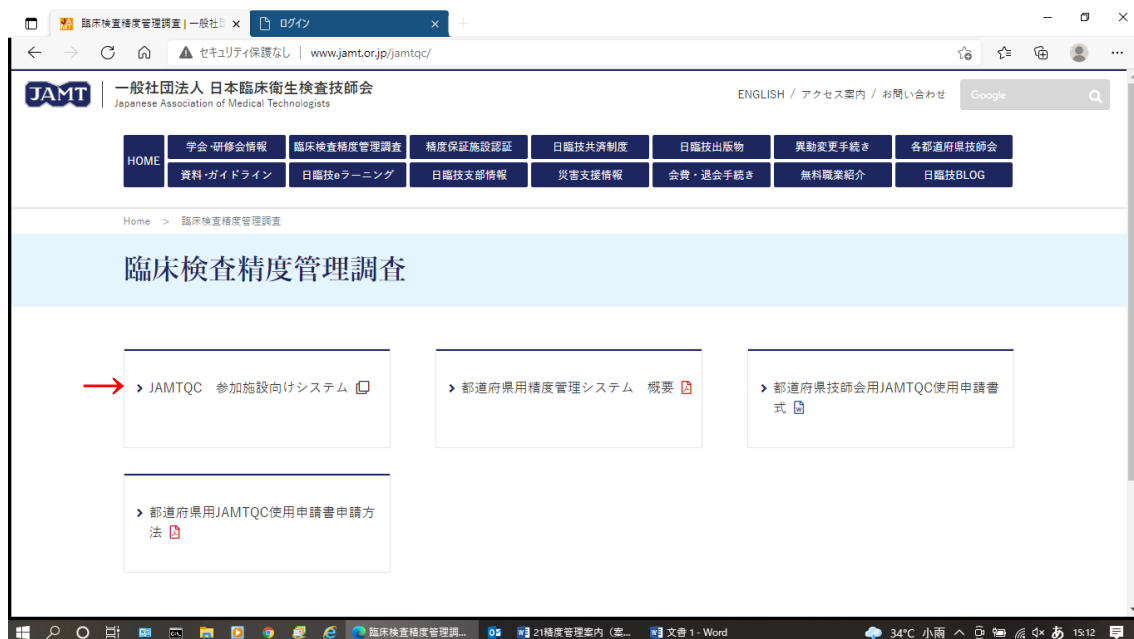 臨床検査精度管理調査 | 一般社団
ログイン
セキュリティ保護なし | www.jamt.or.jp/jamtqc/
JAMT
一般社団法人 日本臨床衛生検査技師会
Japanese Association of Medical Technologists
ENGLISH / アクセス案内 / お問い合わせ
Google
HOME
学会・研修会情報 臨床検査精度管理調査 精度保証施設認証 日臨技共済制度 日臨技出版物 異動変更手続き 各都道府県技師会
資料・ガイドライン 日臨技eラーニング 日臨技支部情報 災害支援情報 会費・退会手続き 無料職業紹介 日臨技BLOG
Home > 臨床検査精度管理調査
臨床検査精度管理調査
JAMTQC 参加施設向けシステム
都道府県用精度管理システム 概要
都道府県技師会用JAMTQC使用申請書
式
都道府県用JAMTQC使用申請書申請方
法
臨床検査精度管理調...
21精度管理案内（案...
文書 1 - Word
34°C 小雨
あ
15:12